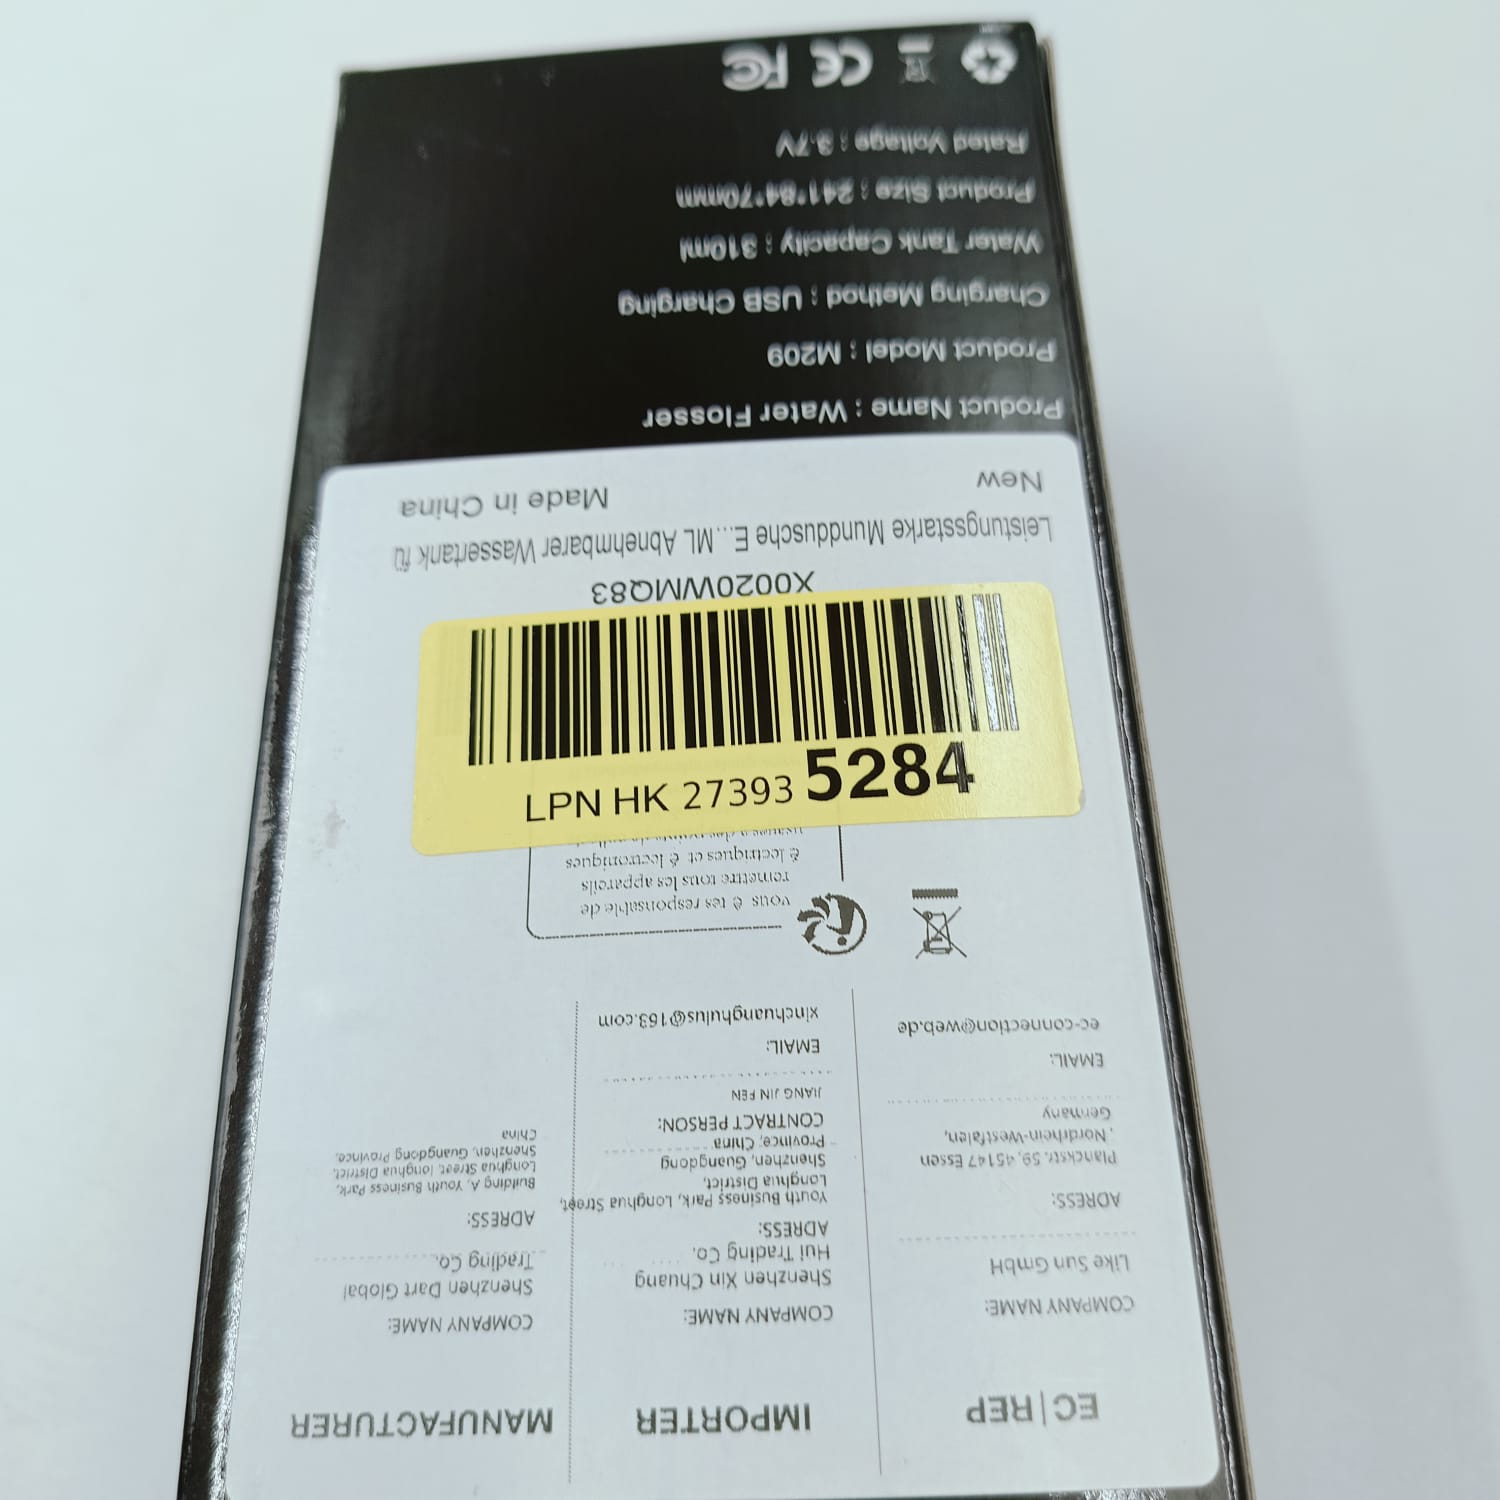 EC|REP
COMPANY NAME:
Like Sun GmbH
ADRESS:
Planckstr. 59, 45147 Essen
, Nordrhein-Westfalen,
Germany
EMAIL:
ec-connection@web.de
IMPORTER
COMPANY NAME:
Shenzhen Xin Chuang
Hui Trading Co.
ADRESS:
Youth Business Park, Longhua Street,
Longhua District,
Shenzhen, Guangdong
Province, China
CONTRACT PERSON:
JIANG JIN FEN
EMAIL:
xinchuanghuius@163.com
MANUFACTURER
COMPANY NAME:
Shenzhen Dart Global
Trading CO.
ADRESS:
Building A, Youth Business Park,
Longhua Street, longhua District,
Shenzhen, Guangdong Province,
China
vous ê tes responsable de
remettre tous les appareils
é lectriques et é lectroniques
LPN HK 27393 5284
X0020WMQ83
Leistungsstarke Munddusche E...ML Abnehmbarer Wassertank fü
New
Made in China
Product Name : Water Flosser
Product Model : M209
Charging Method : USB Charging
Water Tank Capacity : 310ml
Product Size : 241*84*70mm
Rated Voltage : 3.7V
CE FC